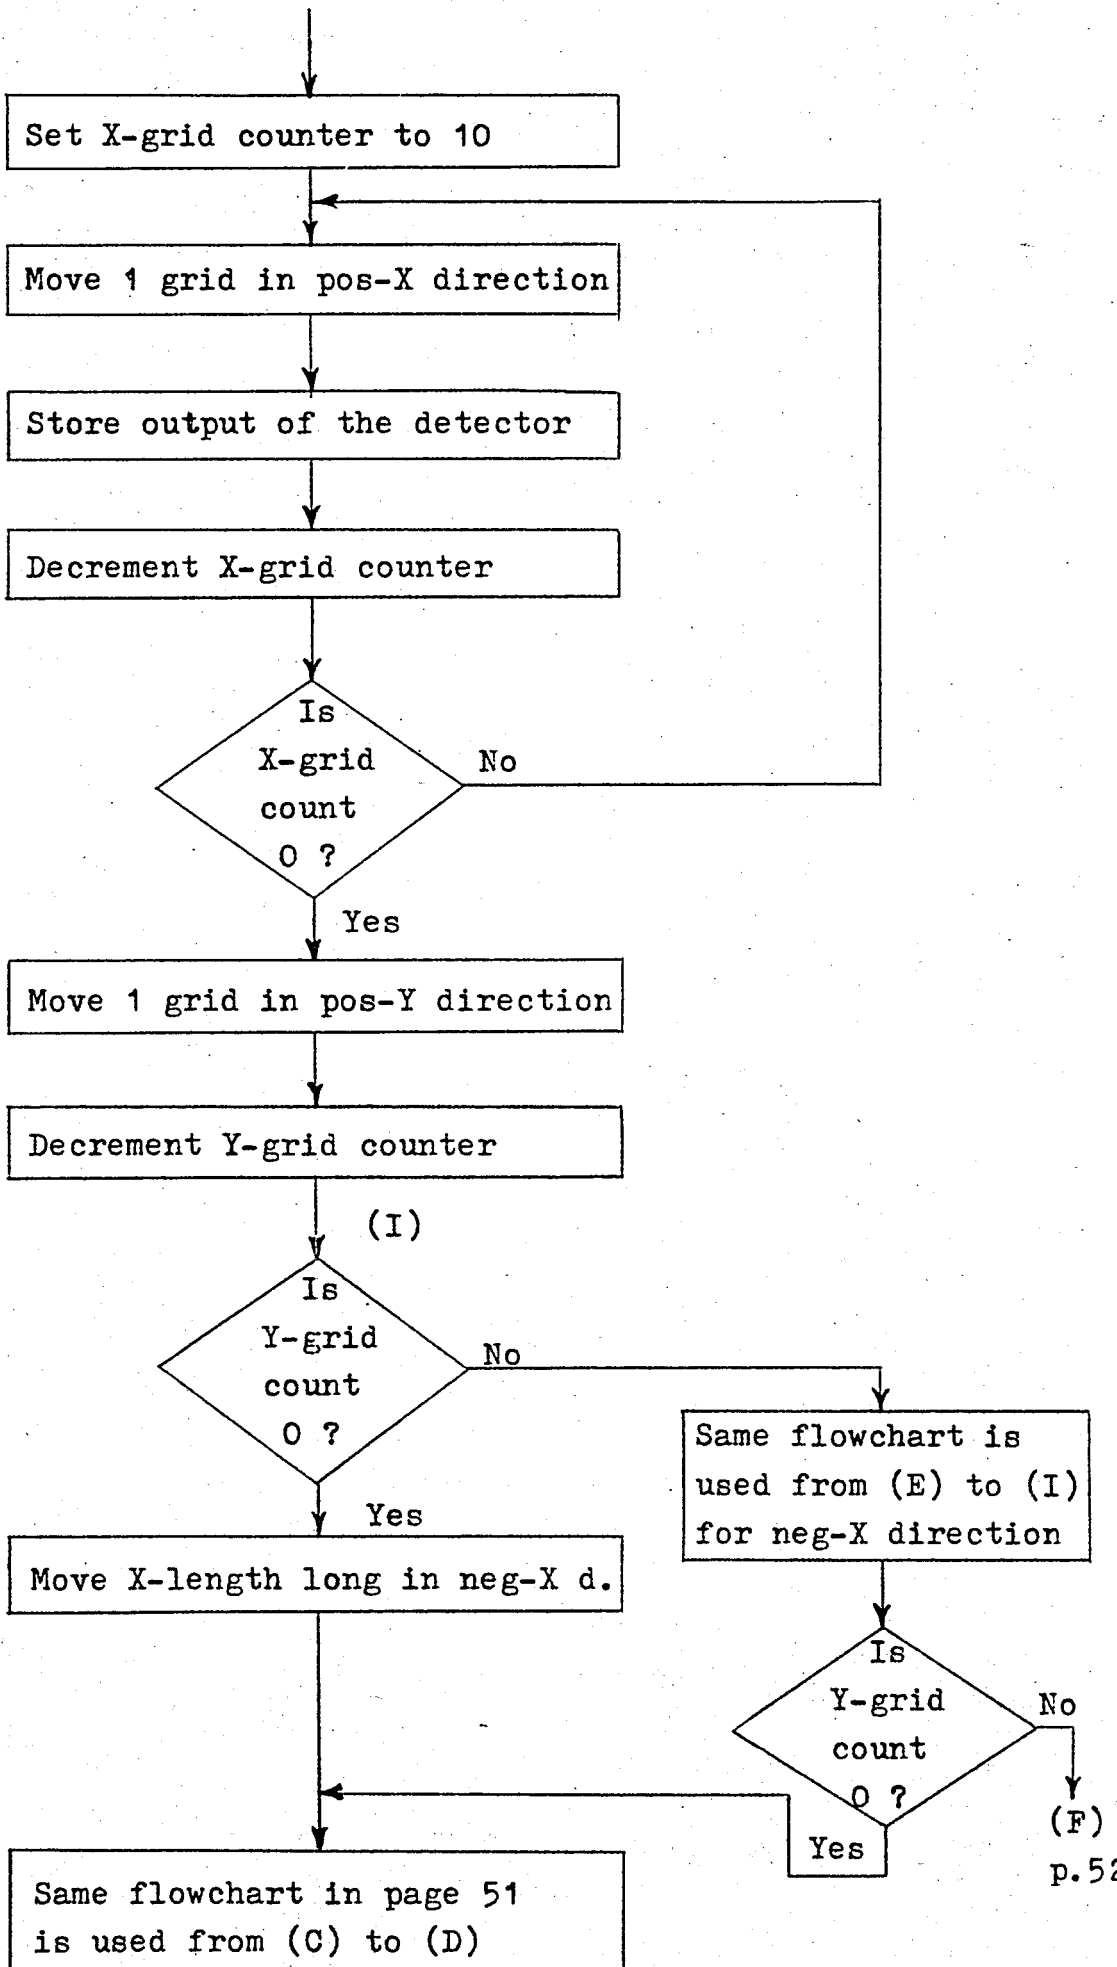 Set X-grid counter to 10
Move 1 grid in pos-X direction
Store output of the detector
Decrement X-grid counter
Is
X-grid
count
0 ?
No
Yes
Move 1 grid in pos-Y direction
Decrement Y-grid counter
(I)
Is
Y-grid
count
0 ?
No
Yes
Same flowchart is
used from (E) to (I)
for neg-X direction
Move X-length long in neg-X d.
Is
Y-grid
count
0 ?
No
Yes
(F)
p.52
Same flowchart in page 51
is used from (C) to (D)